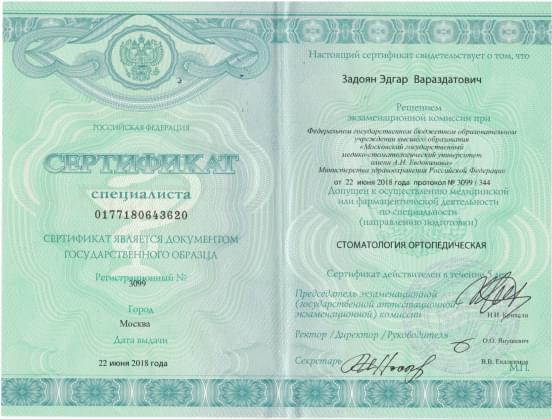 РОССИЙСКАЯ ФЕДЕРАЦИЯ
СЕРТИФИКАТ
специалиста
0177180643620
СЕРТИФИКАТ ЯВЛЯЕТСЯ ДОКУМЕНТОМ
ГОСУДАРСТВЕННОГО ОБРАЗЦА
Регистрационный №
3099
Город
Москва
Дата выдачи
22 июня 2018 года
Настоящий сертификат свидетельствует о том, что
Задоян Эдгар Вараздатович
Решением
экзаменационной комиссии при
Федеральном государственном бюджетном образовательном
учреждении высшего образования
"Московский государственный
медико-стоматологический университет
имени А.И. Евдокимова"
Министерства здравоохранения Российской Федерации
от 22 июня 2018 года протокол № 3099 / 344
Допущен к осуществлению медицинской
или фармацевтической деятельности
по специальности
(направлению подготовки)
СТОМАТОЛОГИЯ ОРТОПЕДИЧЕСКАЯ
Сертификат действителен в течение 5 лет
Председатель экзаменационной
(государственной аттестационной,
экзаменационной) комиссии
Н.И.
Ректор /Директор /Руководитель
О.О. Янушевич
Секретарь
В.В.
М.П.